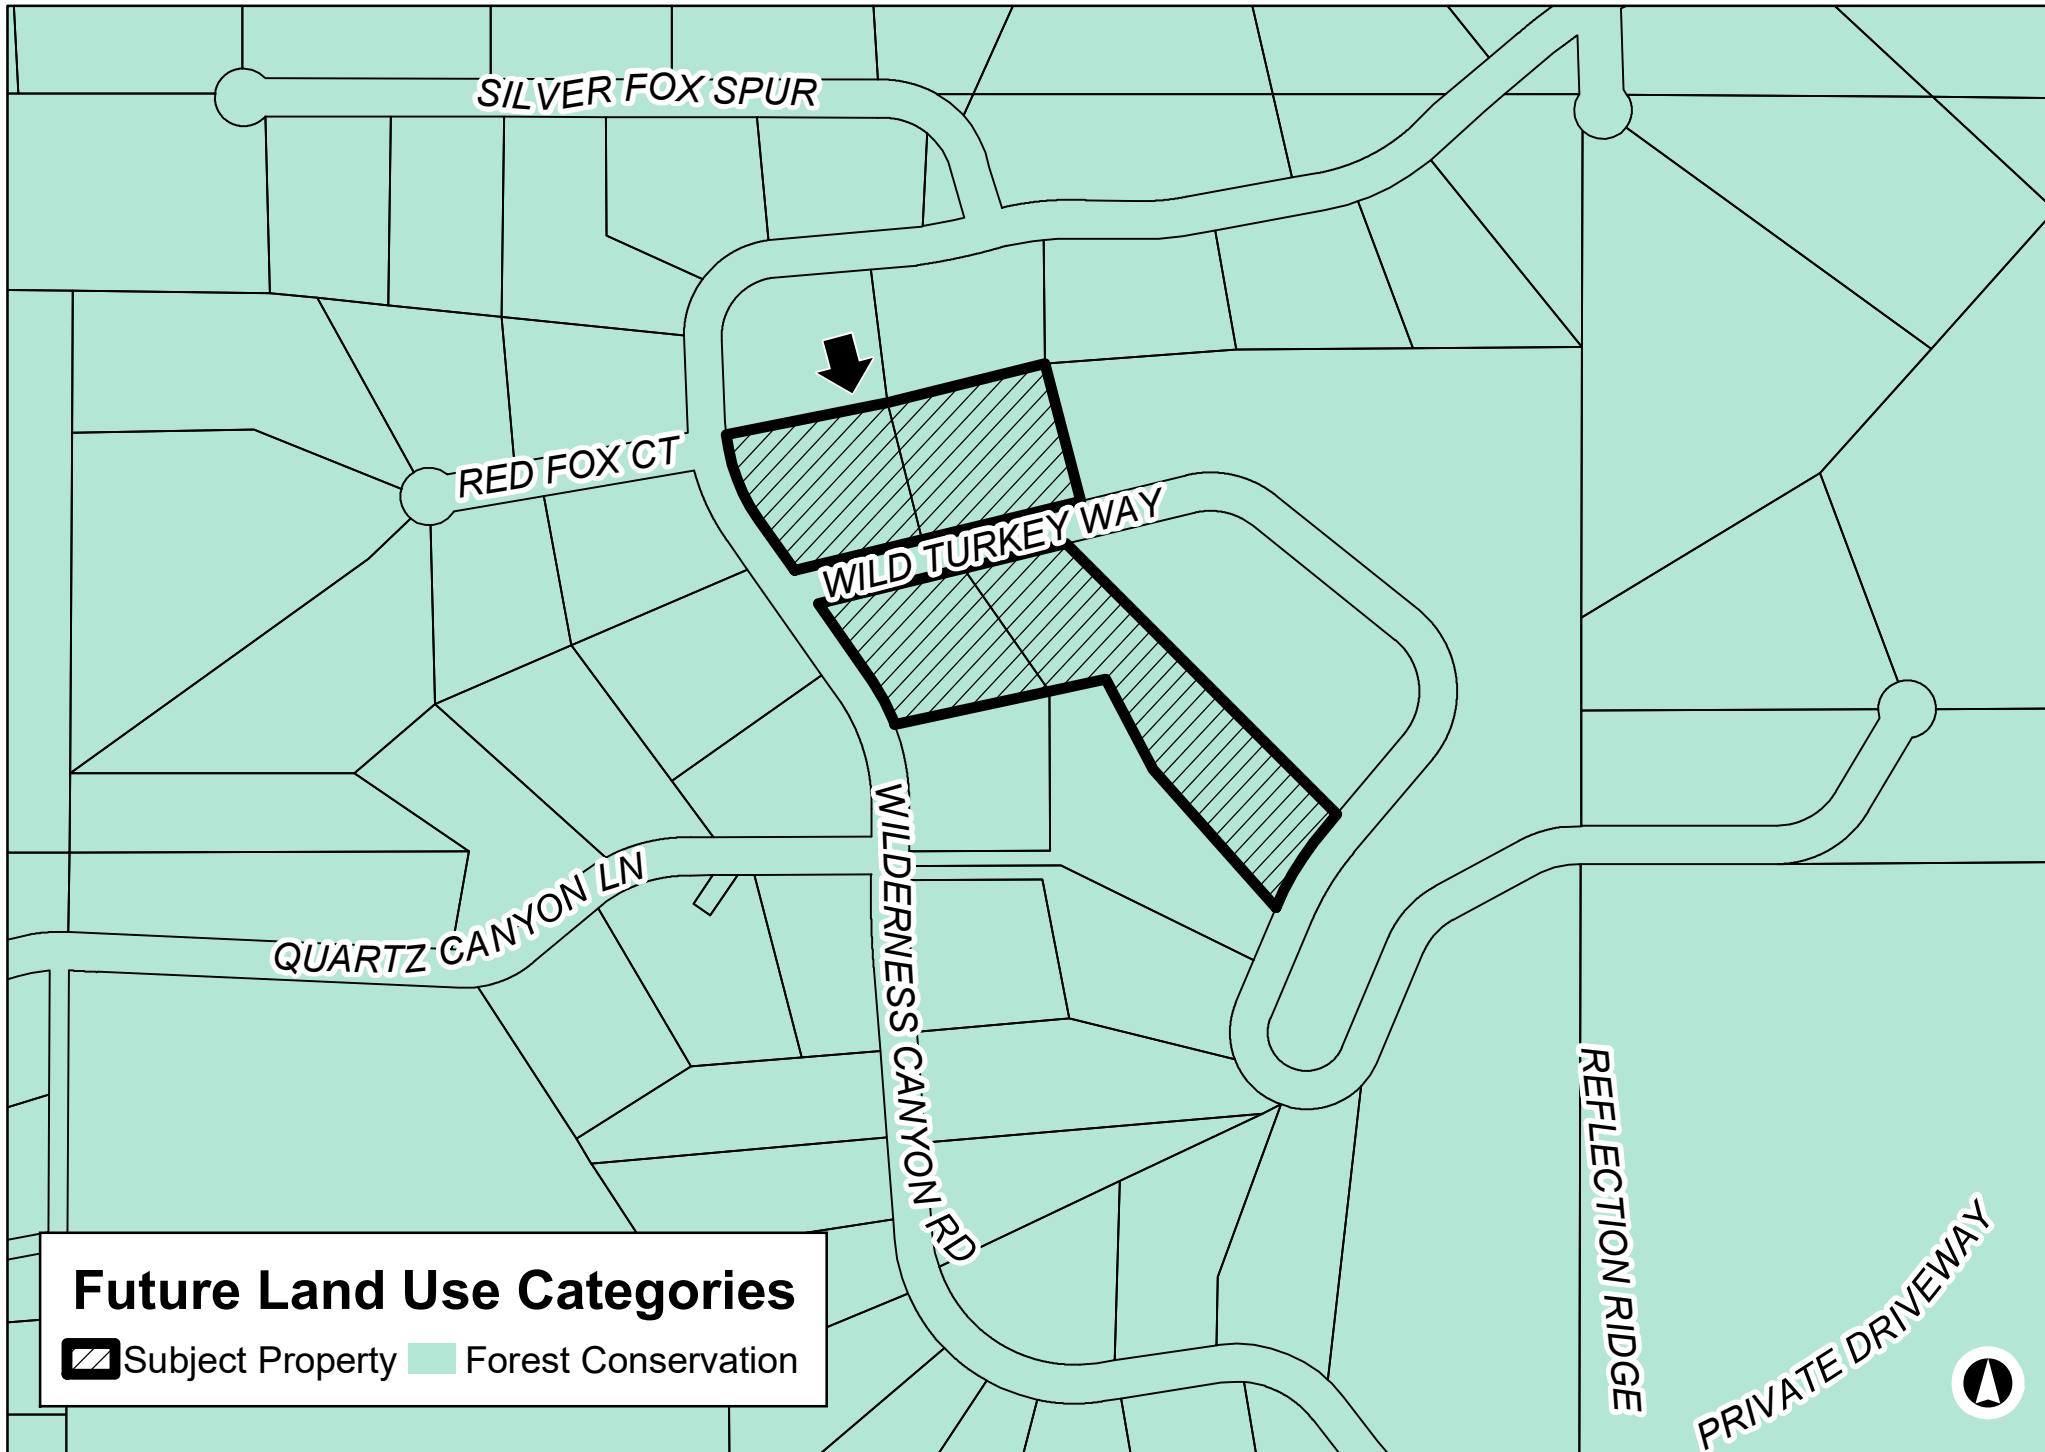 SILVER FOX SPUR
RED FOX CT
WILD TURKEY WAY
QUARTZ CANYON LN
WILDERNESS CANYON RD
REFLECTION RIDGE
PRIVATE DRIVEWAY
Future Land Use Categories
Subject Property Forest Conservation